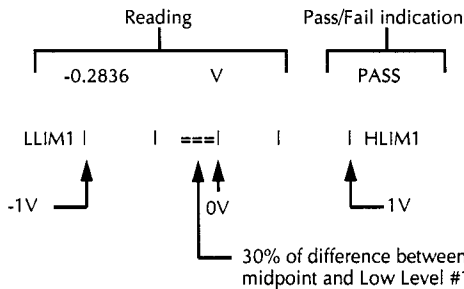 Reading Pass/Fail indication
-0.2836 V PASS
LLIM1 | | ===| | | HLIM1
-1V 0V 1V
30% of difference between
midpoint and Low Level #1